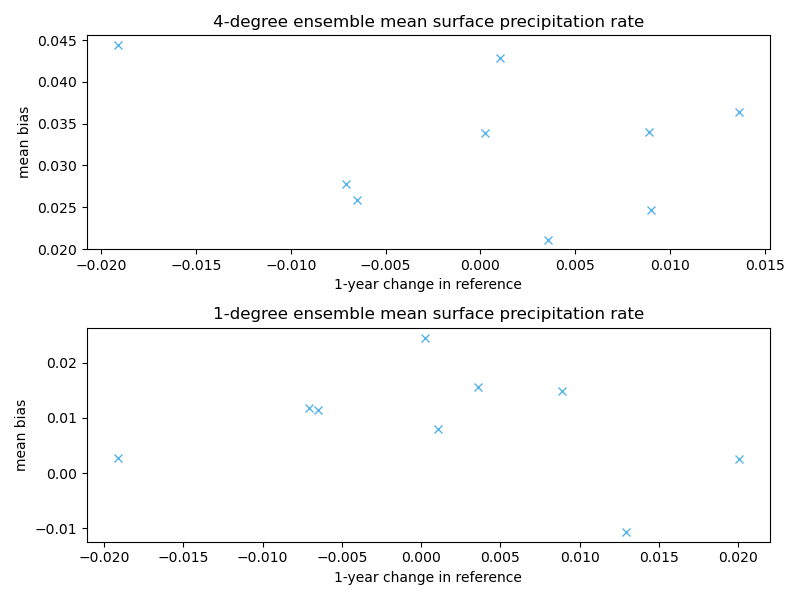 4-degree ensemble mean surface precipitation rate
0.045
0.040
0.035
0.030
0.025
0.020
mean bias
−0.020 −0.015 −0.010 −0.005 0.000 0.005 0.010 0.015
1-year change in reference
1-degree ensemble mean surface precipitation rate
0.02
0.01
0.00
−0.01
mean bias
−0.020 −0.015 −0.010 −0.005 0.000 0.005 0.010 0.015 0.020
1-year change in reference